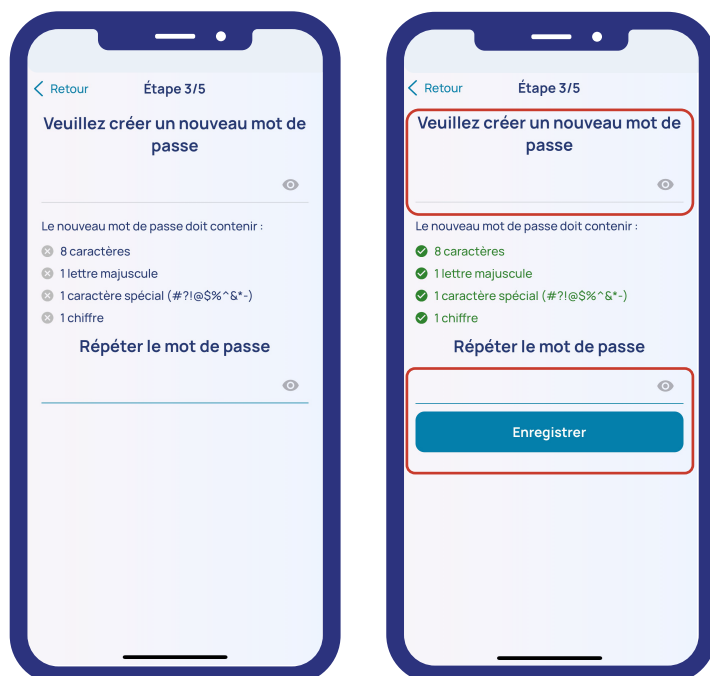 Retour Étape 3/5
Veuillez créer un nouveau mot de
passe
Le nouveau mot de passe doit contenir :
8 caractères
1 lettre majuscule
1 caractère spécial (#?!@$%^&*-)
1 chiffre
Répéter le mot de passe
Retour Étape 3/5
Veuillez créer un nouveau mot de
passe
Le nouveau mot de passe doit contenir :
8 caractères
1 lettre majuscule
1 caractère spécial (#?!@$%^&*-)
1 chiffre
Répéter le mot de passe
Enregistrer